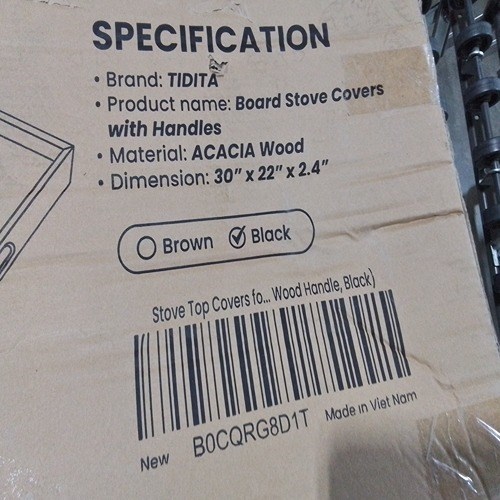 SPECIFICATION
• Brand: TIDITA
• Product name: Board Stove Covers
with Handles
• Material: ACACIA Wood
• Dimension: 30" x 22" x 2.4"
Brown Black
Stove Top Covers fo... Wood Handle, Black)
B0CQRG8D1T
New Made in Viet Nam